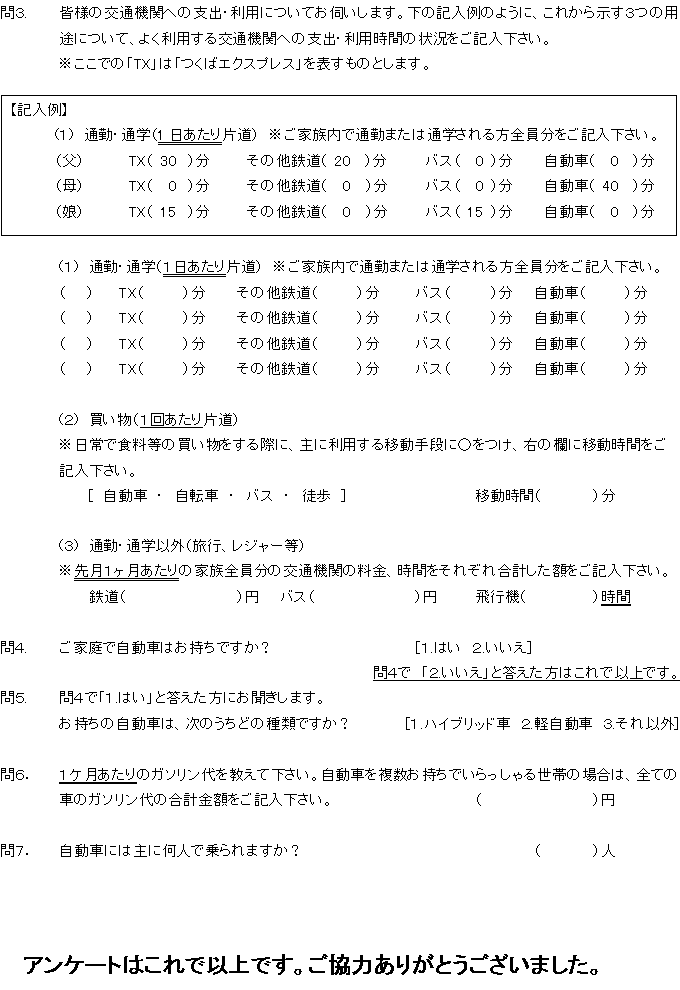 問3. 皆様の交通機関への支出・利用についてお伺いします。下の記入例のように、これから示す3つの用
途について、よく利用する交通機関への支出・利用時間の状況をご記入下さい。
※ここでの「TX」は「つくばエクスプレス」を表すものとします。
【記入例】
(1) 通勤・通学(1日あたり片道) ※ご家族内で通勤または通学される方全員分をご記入下さい。
(父) TX( 30 )分 その他鉄道( 20 )分 バス( 0 )分 自動車( 0 )分
(母) TX( 0 )分 その他鉄道( 0 )分 バス( 0 )分 自動車( 40 )分
(娘) TX( 15 )分 その他鉄道( 0 )分 バス( 15 )分 自動車( 0 )分
(1) 通勤・通学(1日あたり片道) ※ご家族内で通勤または通学される方全員分をご記入下さい。
( ) TX( )分 その他鉄道( )分 バス( )分 自動車( )分
( ) TX( )分 その他鉄道( )分 バス( )分 自動車( )分
( ) TX( )分 その他鉄道( )分 バス( )分 自動車( )分
( ) TX( )分 その他鉄道( )分 バス( )分 自動車( )分
(2) 買い物(1回あたり片道)
※日常で食料等の買い物をする際に、主に利用する移動手段に〇をつけ、右の欄に移動時間をご
記入下さい。
[ 自動車 ・ 自転車 ・ バス ・ 徒歩 ] 移動時間( )分
(3) 通勤・通学以外(旅行、レジャー等)
※先月1ヶ月あたりの家族全員分の交通機関の料金、時間をそれぞれ合計した額をご記入下さい。
鉄道( )円 バス( )円 飛行機( )時間
問4. ご家庭で自動車はお持ちですか? [1.はい 2.いいえ]
問4で 「2.いいえ」と答えた方はこれで以上です。
問5. 問4で「1.はい」と答えた方にお聞きします。
お持ちの自動車は、次のうちどの種類ですか? [1.ハイブリッド車 2.軽自動車 3.それ以外]
問6. 1ケ月あたりのガソリン代を教えて下さい。自動車を複数お持ちでいらっしゃる世帯の場合は、全ての
車のガソリン代の合計金額をご記入下さい。 ( )円
問7. 自動車には主に何人で乗られますか? ( )人
アンケートはこれで以上です。ご協力ありがとうございました。